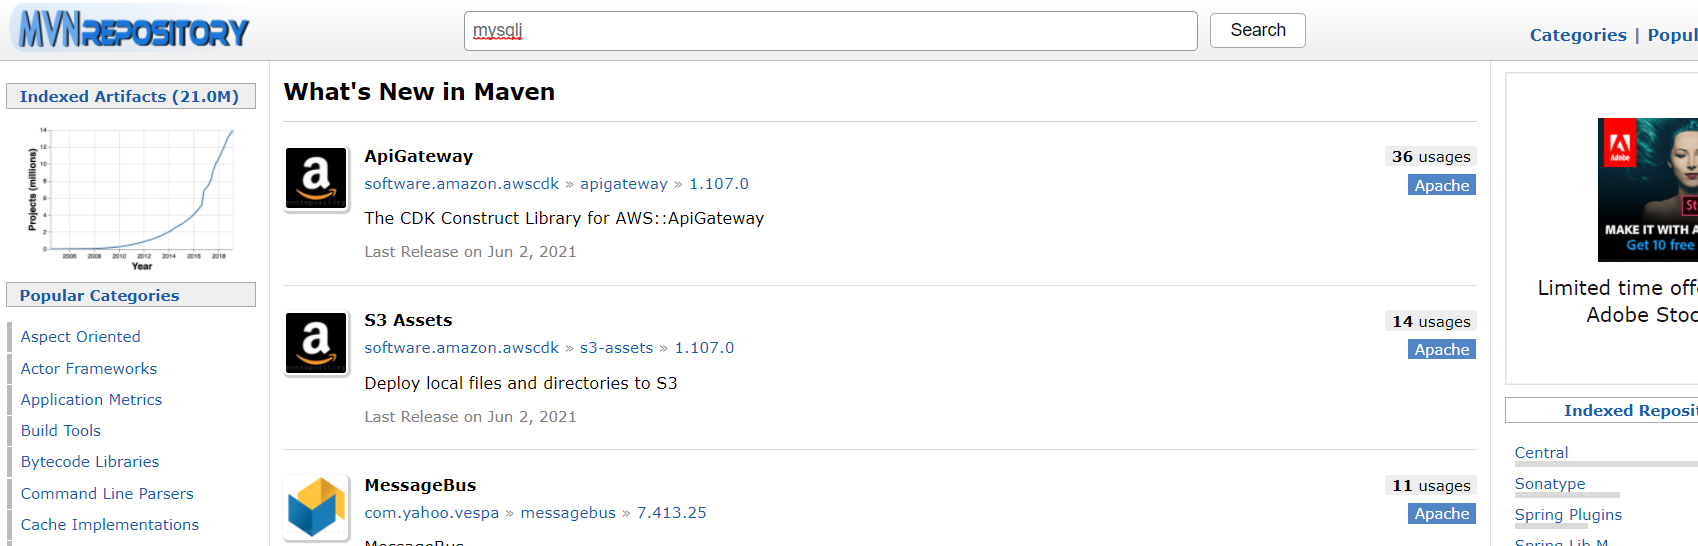 MVNREPOSITORY
mysqlj
Search
Categories | Popul
Indexed Artifacts (21.0M)
Projects (millions)
14
12
10
8
6
4
2
0
2006 2008 2010 2012 2014 2016 2018
Year
Popular Categories
Aspect Oriented
Actor Frameworks
Application Metrics
Build Tools
Bytecode Libraries
Command Line Parsers
Cache Implementations
What's New in Maven
ApiGateway
36 usages
software.amazon.awscdk » apigateway » 1.107.0
Apache
The CDK Construct Library for AWS::ApiGateway
Last Release on Jun 2, 2021
S3 Assets
14 usages
software.amazon.awscdk » s3-assets » 1.107.0
Apache
Deploy local files and directories to S3
Last Release on Jun 2, 2021
MessageBus
11 usages
com.yahoo.vespa » messagebus » 7.413.25
Apache
MessageBus
Adobe
St
MAKE IT WITH A
Get 10 free
Limited time off
Adobe Stoc
Indexed Reposit
Central
Sonatype
Spring Plugins
Spring Lib M